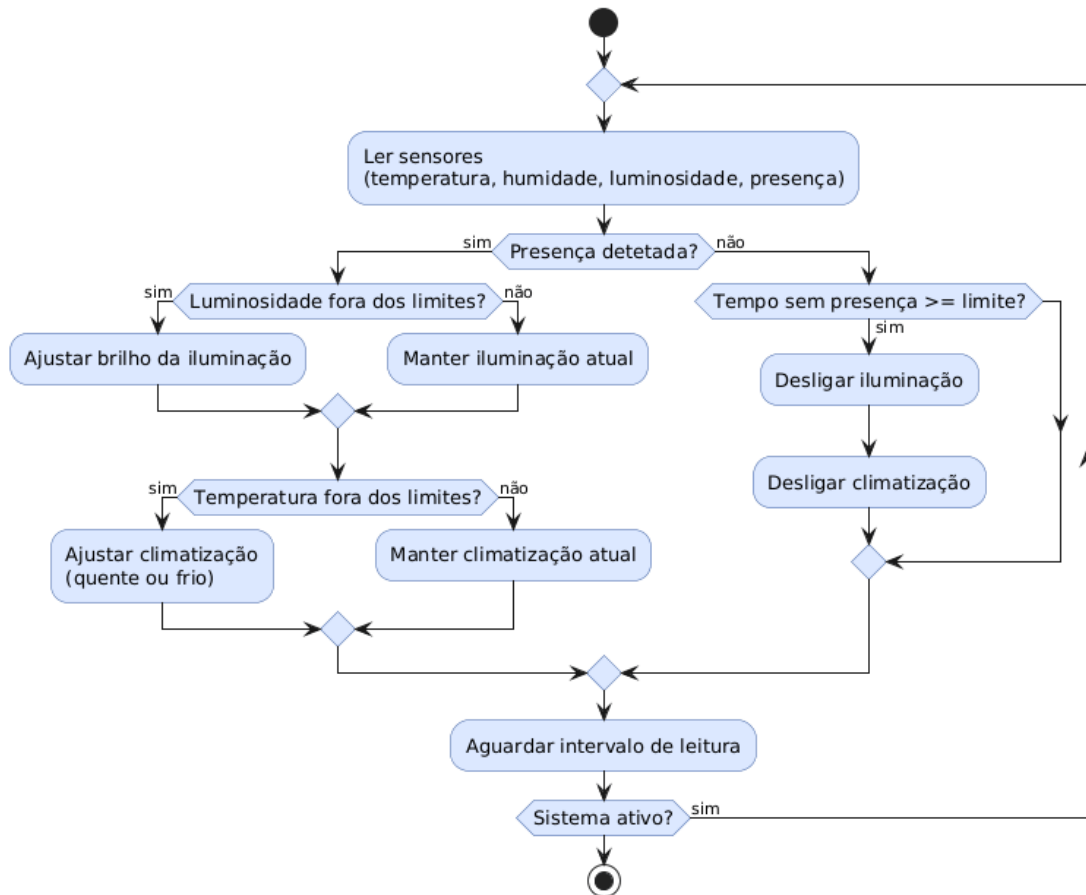 Ler sensores
(temperatura, humidade, luminosidade, presença)
sim
Presença detetada?
não
sim
Luminosidade fora dos limites?
não
Tempo sem presença >= limite?
sim
Ajustar brilho da iluminação
Manter iluminação atual
Desligar iluminação
Desligar climatização
sim
Temperatura fora dos limites?
não
Ajustar climatização
(quente ou frio)
Manter climatização atual
Aguardar intervalo de leitura
Sistema ativo?
sim